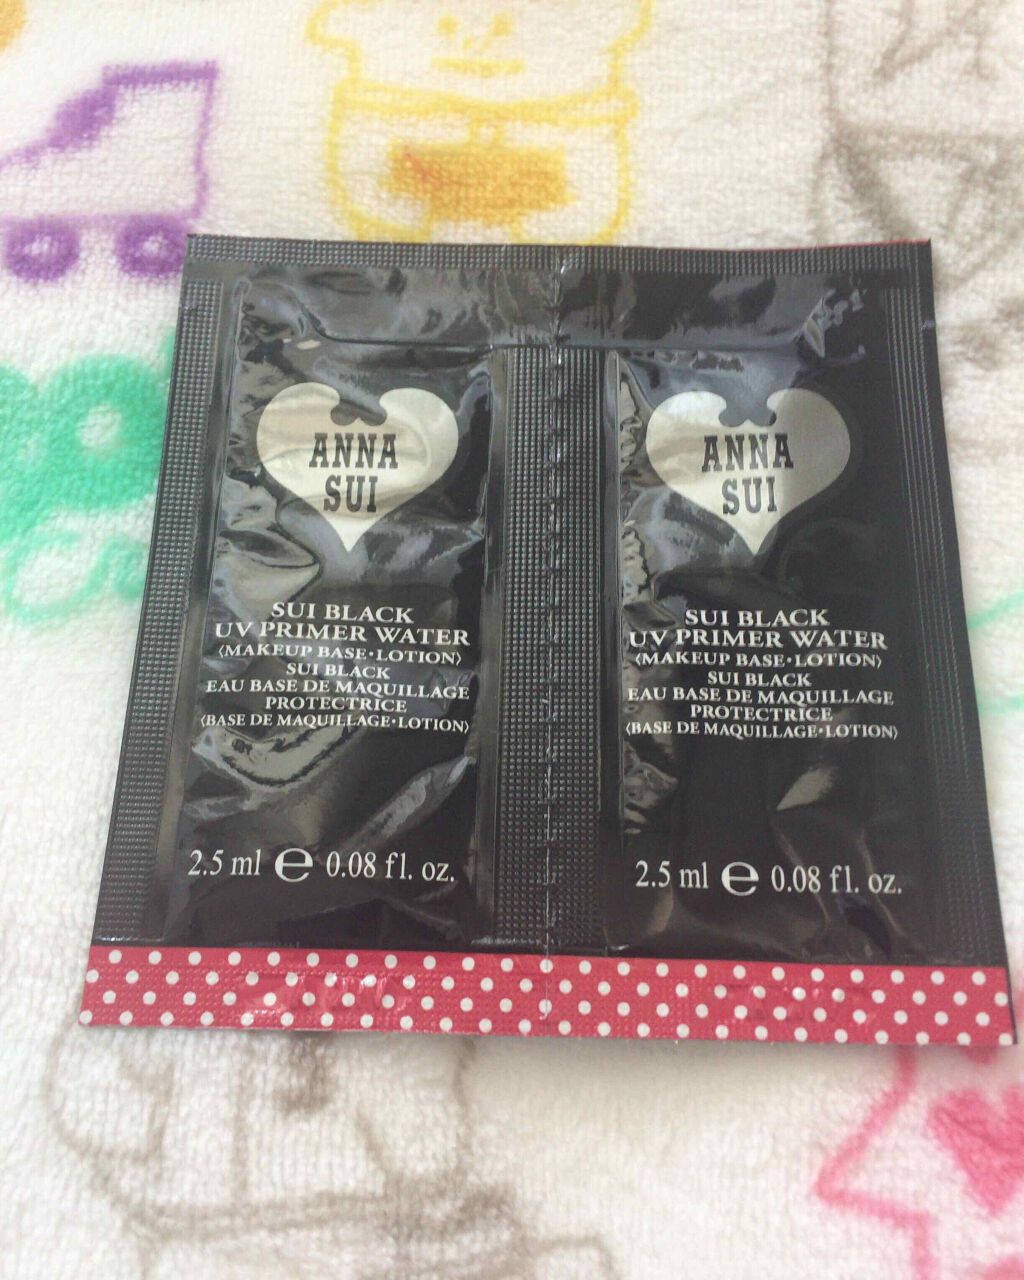 ANNA
SUI
SUI BLACK
UV PRIMER WATER
〈MAKEUP BASE・LOTION〉
SUI BLACK
EAU BASE DE MAQUILLAGE
PROTECTRICE
〈BASE DE MAQUILLAGE・LOTION〉
2.5 ml ℮ 0.08 fl. oz.
ANNA
SUI
SUI BLACK
UV PRIMER WATER
〈MAKEUP BASE・LOTION〉
SUI BLACK
EAU BASE DE MAQUILLAGE
PROTECTRICE
〈BASE DE MAQUILLAGE・LOTION〉
2.5 ml ℮ 0.08 fl. oz.